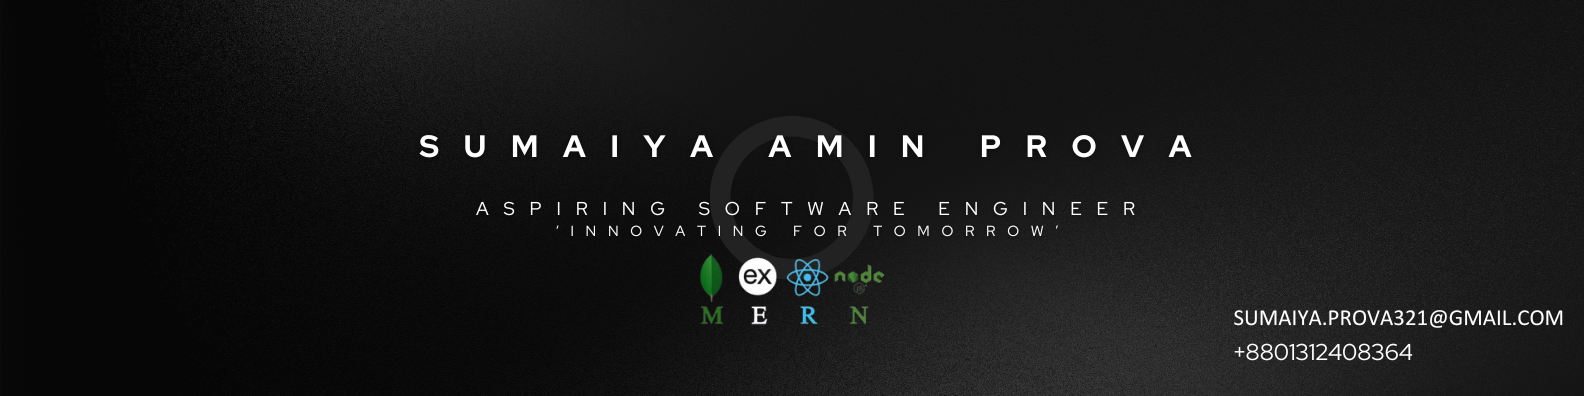 SUMAIYA AMIN PROVA
ASPIRING SOFTWARE ENGINEER
'INNOVATING FOR TOMORROW'
ex node
M E R N
SUMAIYA.PROVA321@GMAIL.COM
+8801312408364